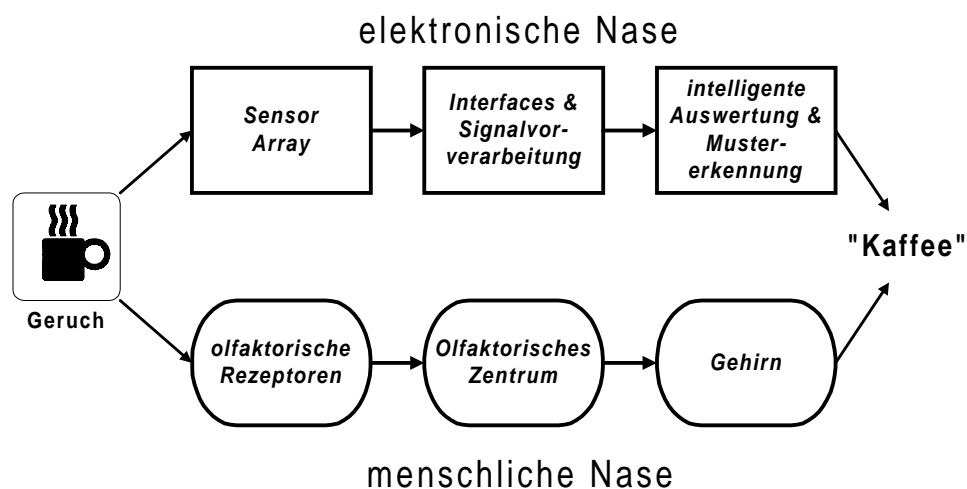 elektronische Nase
Sensor
Array
Interfaces &
Signalvor-
verarbeitung
intelligente
Auswertung &
Muster-
erkennung
Geruch
"Kaffee"
olfaktorische
Rezeptoren
Olfaktorisches
Zentrum
Gehirn
menschliche Nase